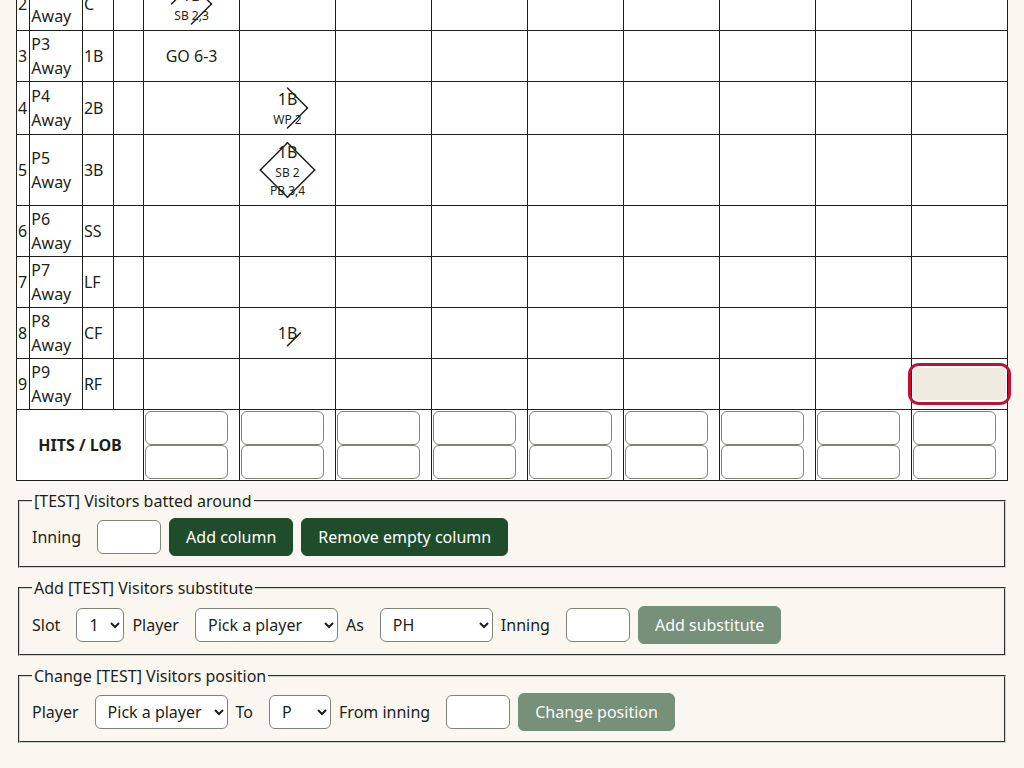 2 Away C SB 2,3
3 P3 Away 1B GO 6-3
4 P4 Away 2B 1B WP 2
5 P5 Away 3B 1B SB 2 PB 3,4
6 P6 Away SS
7 P7 Away LF
8 P8 Away CF 1B
9 P9 Away RF
HITS / LOB
[TEST] Visitors batted around
Inning Add column Remove empty column
Add [TEST] Visitors substitute
Slot 1 Player Pick a player As PH Inning Add substitute
Change [TEST] Visitors position
Player Pick a player To P From inning Change position